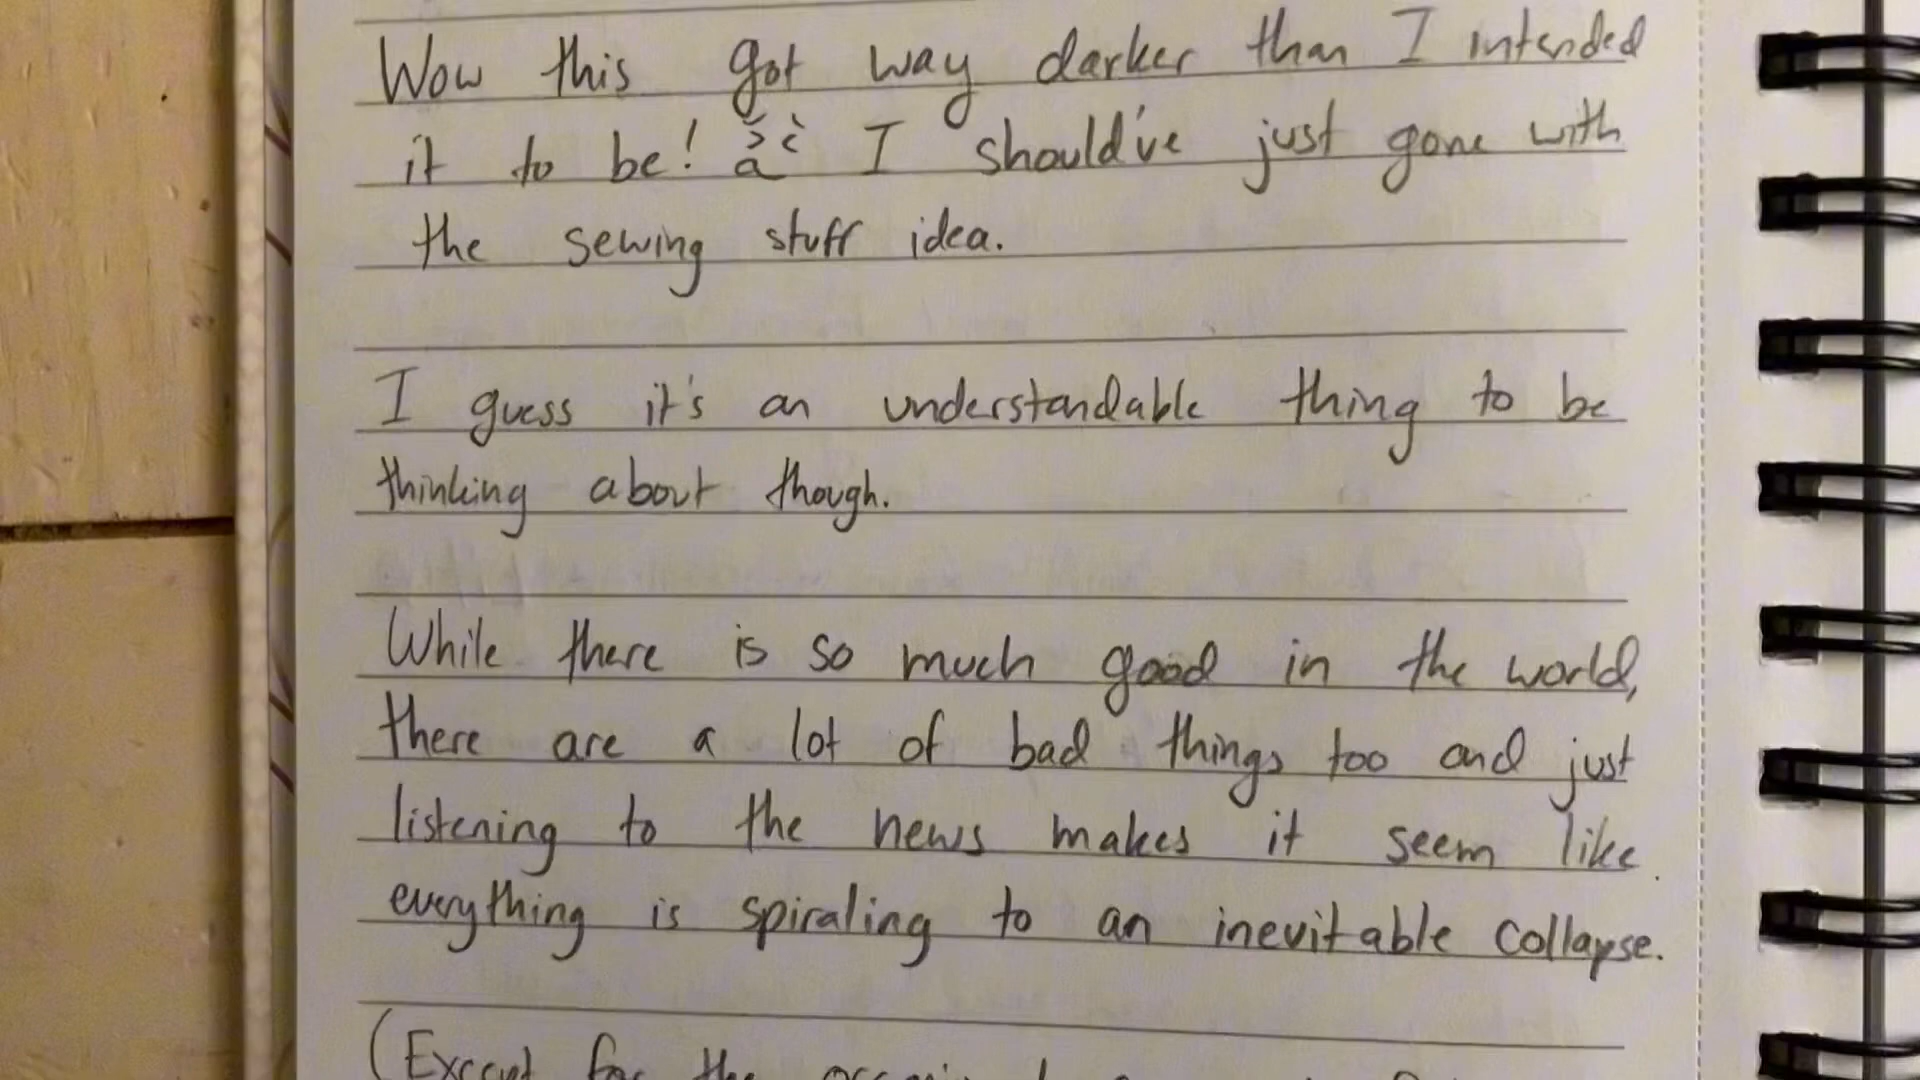 Wow this got way darker than I intended
it to be! I should've just gone with
the sewing stuff idea.
I guess it's an understandable thing to be
thinking about though.
While there is so much good in the world,
there are a lot of bad things too and just
listening to the news makes it seem like
everything is spiraling to an inevitable collapse.
(Except for the